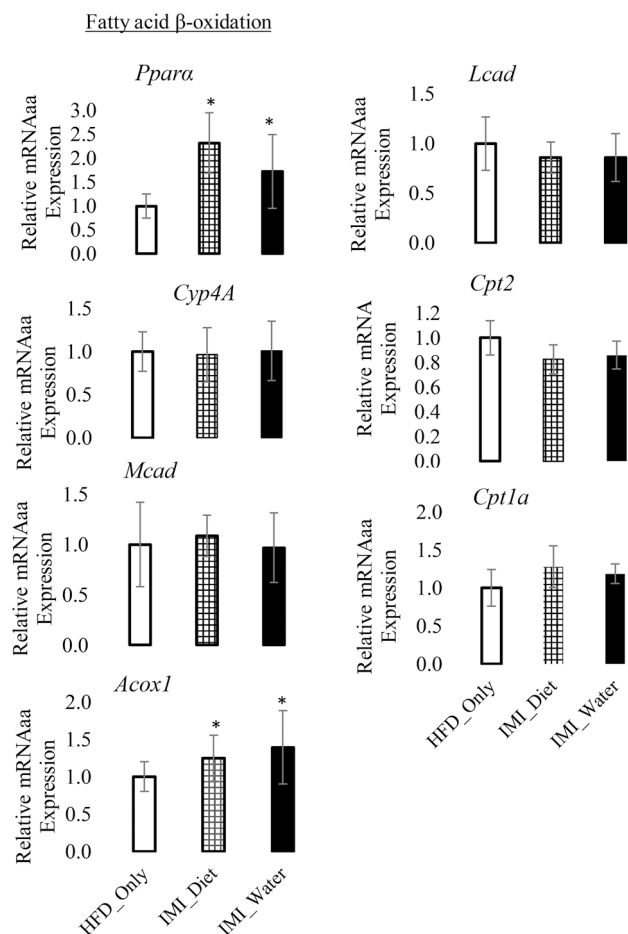 Fatty acid β-oxidation
Pparα
Relative mRNAaa
Expression
3.0
2.5
2.0
1.5
1.0
0.5
0.0
*
*
Cyp4A
Relative mRNAaa
Expression
1.5
1.0
0.5
0.0
Mcad
Relative mRNAaa
Expression
1.5
1.0
0.5
0.0
Acox1
Relative mRNAaa
Expression
2.0
1.5
1.0
0.5
0.0
*
*
HFD_Only
IMI_Diet
IMI_Water
Lcad
Relative mRNAaa
Expression
1.5
1.0
0.5
0.0
Cpt2
Relative mRNA
Expression
1.2
1.0
0.8
0.6
0.4
0.2
0.0
Cpt1a
Relative mRNAaa
Expression
2.0
1.5
1.0
0.5
0.0
HFD_Only
IMI_Diet
IMI_Water